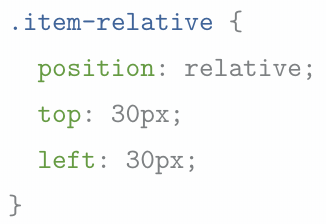 .item-relative {
  position: relative;
  top: 30px;
  left: 30px;
}